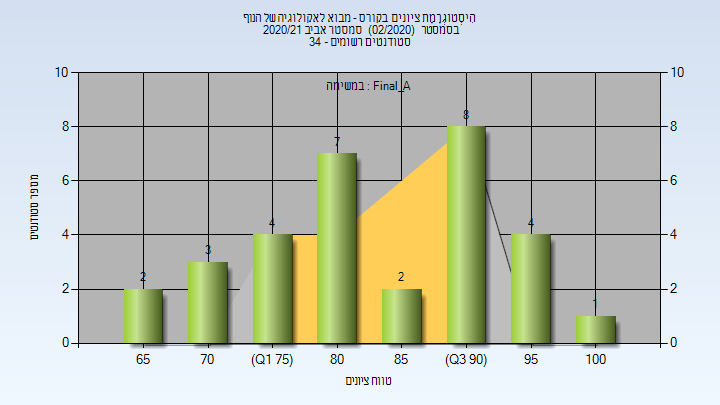 היסטוגרמת ציונים בקורס - מבוא לאקולוגיה של הנוף
בסמסטר (02/2020) סמסטר אביב 2020/21
סטודנטים רשומים - 34
במשימה : Final_A
מספר סטודנטים
10 10
8 8
6 6
4 4
2 2
0 0
2 3 4 7 2 8 4 1
65 70 (Q1 75) 80 85 (Q3 90) 95 100
טווח ציונים